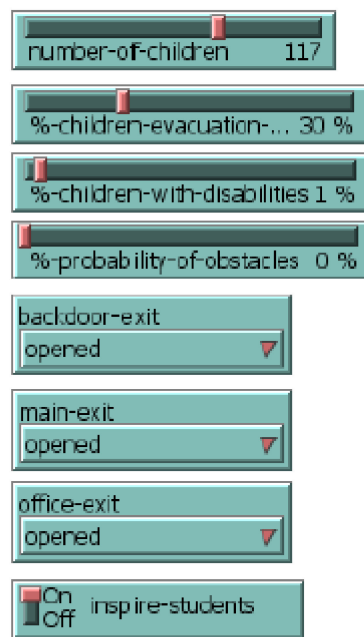 number-of-children 117
%-children-evacuation-... 30 %
%-children-with-disabilities 1 %
%-probability-of-obstacles 0 %
backdoor-exit
opened
main-exit
opened
office-exit
opened
On
Off
inspire-students